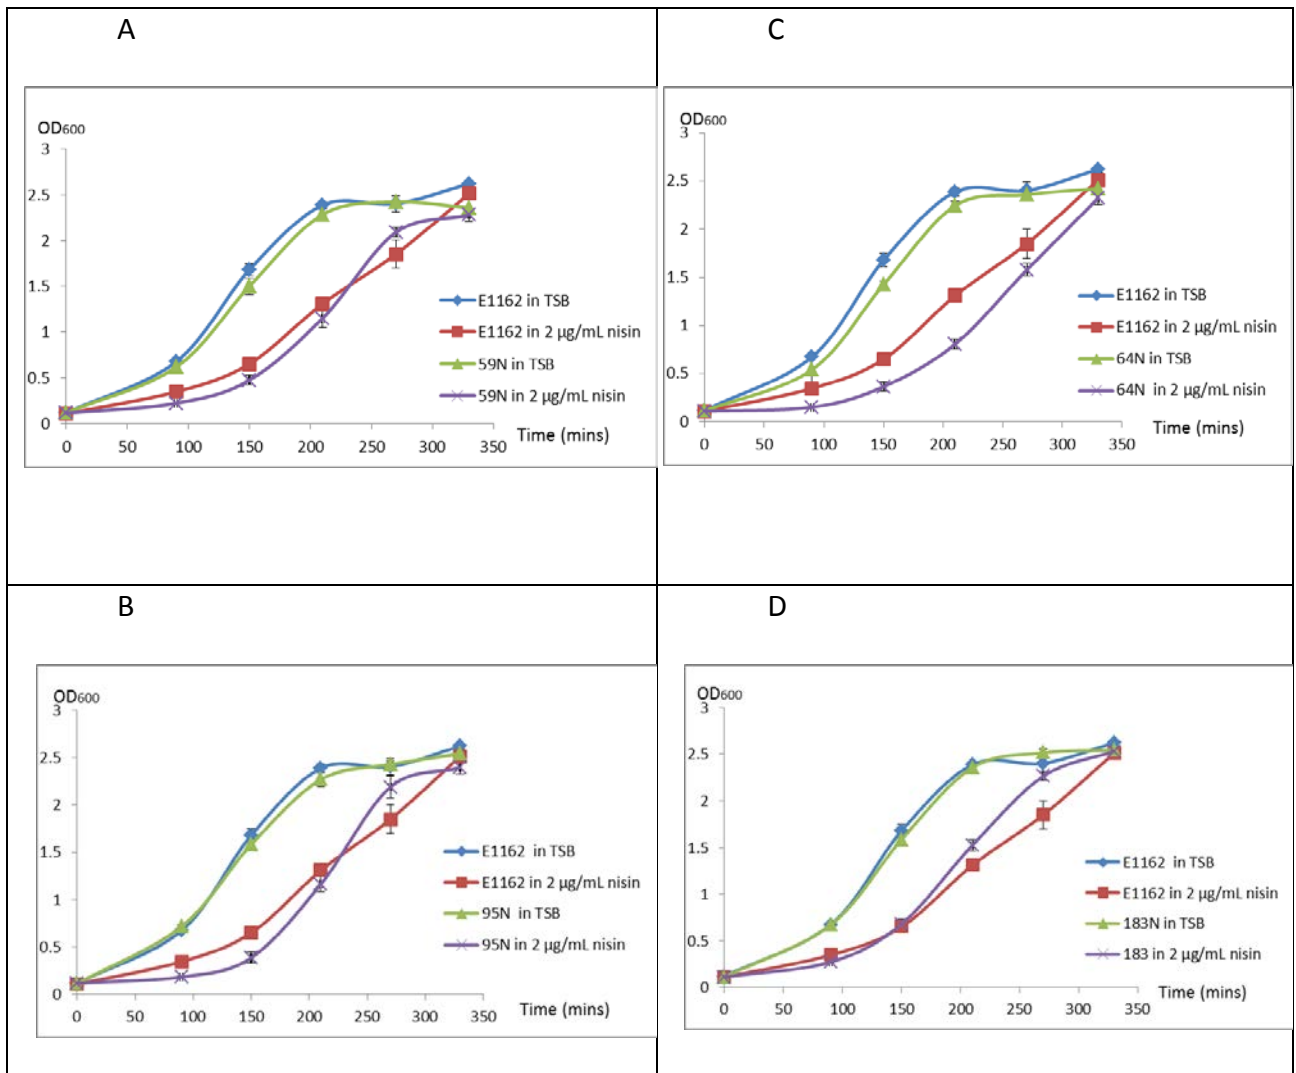 A
OD600
3
2.5
2
1.5
1
0.5
0
0 50 100 150 200 250 300 350
Time (mins)
E1162 in TSB
E1162 in 2 µg/mL nisin
59N in TSB
59N in 2 µg/mL nisin
C
OD600
3
2.5
2
1.5
1
0.5
0
0 50 100 150 200 250 300 350
Time (mins)
E1162 in TSB
E1162 in 2 µg/mL nisin
64N in TSB
64N in 2 µg/mL nisin
B
OD600
3
2.5
2
1.5
1
0.5
0
0 50 100 150 200 250 300 350
Time (mins)
E1162 in TSB
E1162 in 2 µg/mL nisin
95N in TSB
95N in 2 µg/mL nisin
D
OD600
3
2.5
2
1.5
1
0.5
0
0 50 100 150 200 250 300 350
Time (mins)
E1162 in TSB
E1162 in 2 µg/mL nisin
183N in TSB
183 in 2 µg/mL nisin